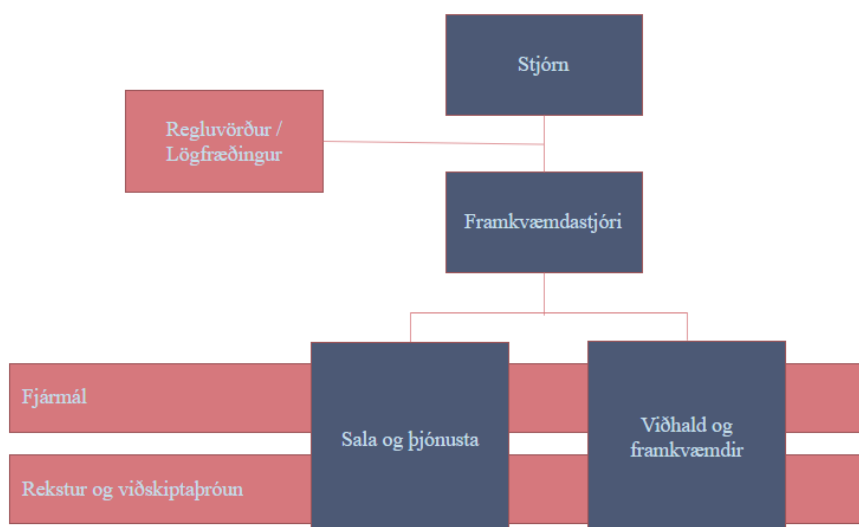 Stjórn
Regluvörður /
Lögfræðingur
Framkvæmdastjóri
Fjármál
Sala og þjónusta
Viðhald og
framkvæmdir
Rekstur og viðskiptaþróun